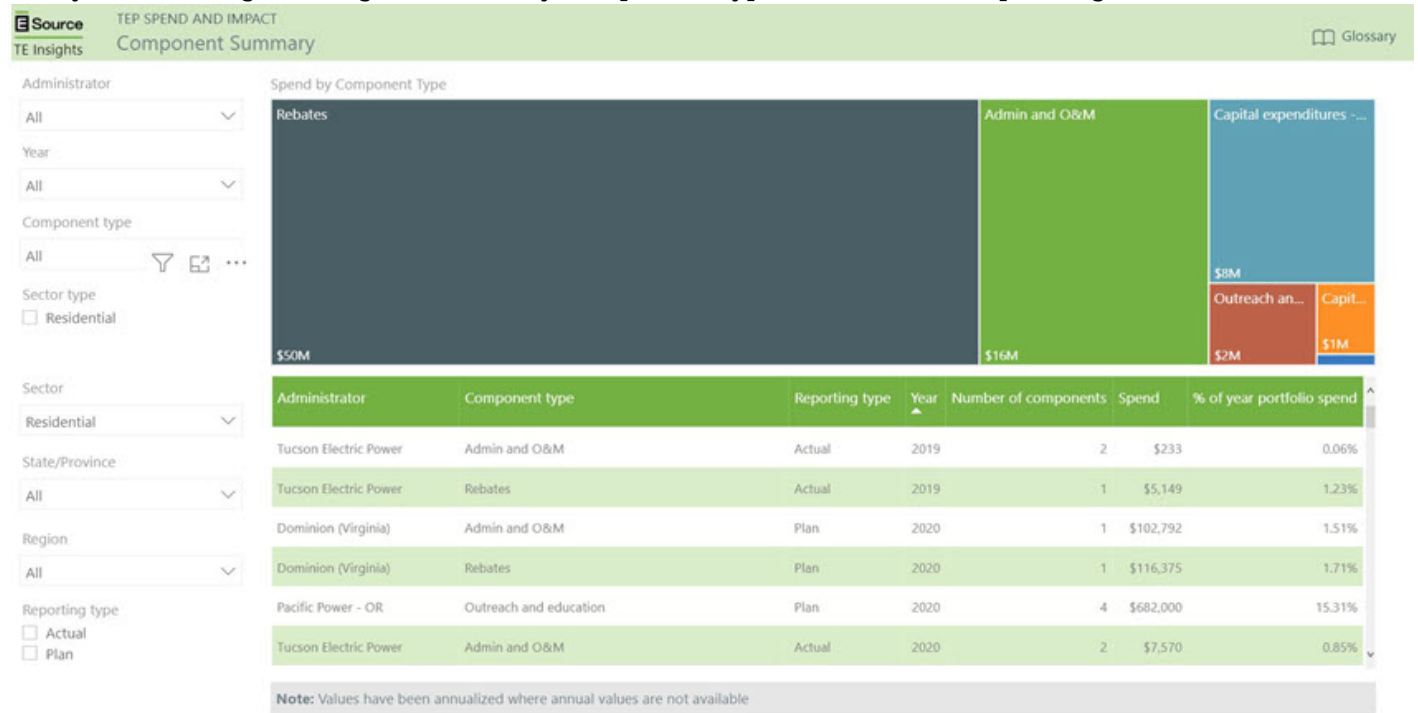 E Source
TE Insights
TEP SPEND AND IMPACT
Component Summary
Glossary
Administrator
All
Year
All
Component type
All
Sector type
Residential
Sector
Residential
State/Province
All
Region
All
Reporting type
Actual
Plan
Spend by Component Type
Rebates
$50M
Admin and O&M
$16M
Capital expenditures -...
$8M
Outreach an...
$2M
Capit...
$1M
Administrator Component type Reporting type Year Number of components Spend % of year portfolio spend
Tucson Electric Power Admin and O&M Actual 2019 2 $233 0.06%
Tucson Electric Power Rebates Actual 2019 1 $5,149 1.23%
Dominion (Virginia) Admin and O&M Plan 2020 1 $102,792 1.51%
Dominion (Virginia) Rebates Plan 2020 1 $116,375 1.71%
Pacific Power - OR Outreach and education Plan 2020 4 $682,000 15.31%
Tucson Electric Power Admin and O&M Actual 2020 2 $7,570 0.85%
Note: Values have been annualized where annual values are not available